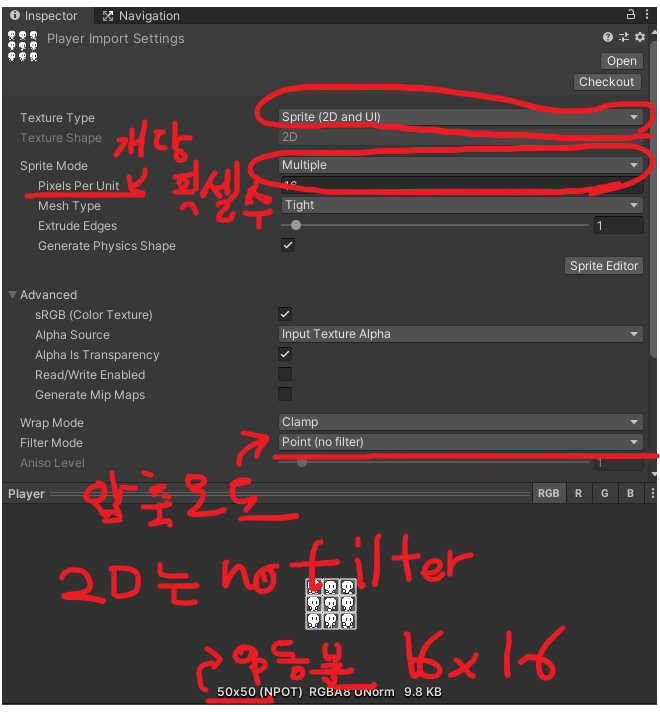 Inspector Navigation
Player Import Settings
Open
Checkout
Texture Type Sprite (2D and UI)
Texture Shape 2D
개당
Sprite Mode Multiple
Pixels Per Unit 16
픽셀수
Mesh Type Tight
Extrude Edges 1
Generate Physics Shape
Sprite Editor
Advanced
sRGB (Color Texture)
Alpha Source Input Texture Alpha
Alpha Is Transparency
Read/Write Enabled
Generate Mip Maps
Wrap Mode Clamp
Filter Mode Point (no filter)
Aniso Level 1
Player RGB R G B
압축모드
2D는 no filter
16x16
50x50 (NPOT) RGBA8 UNorm 9.8 KB